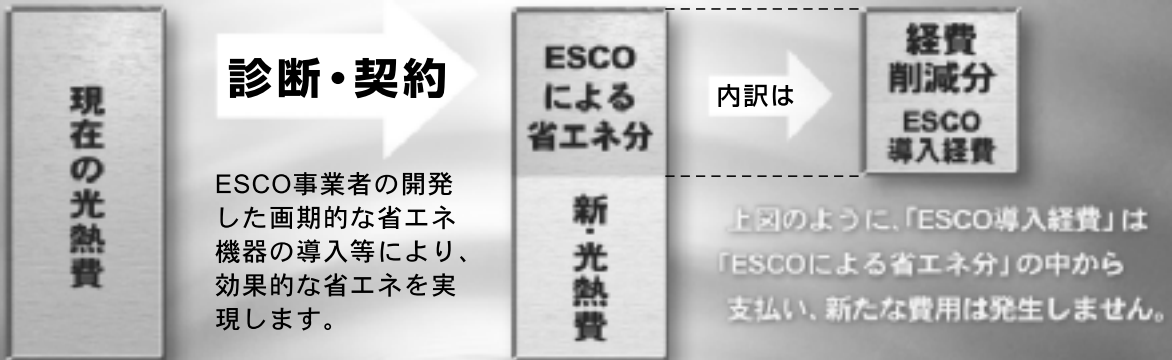 現在の光熱費
診断・契約
ESCO事業者の開発
した画期的な省エネ
機器の導入等により、
効果的な省エネを実
現します。
ESCO
による
省エネ分
新・光熱費
内訳は
経費
削減分
ESCO
導入経費
上図のように、「ESCO導入経費」は
「ESCOによる省エネ分」の中から
支払い、新たな費用は発生しません。